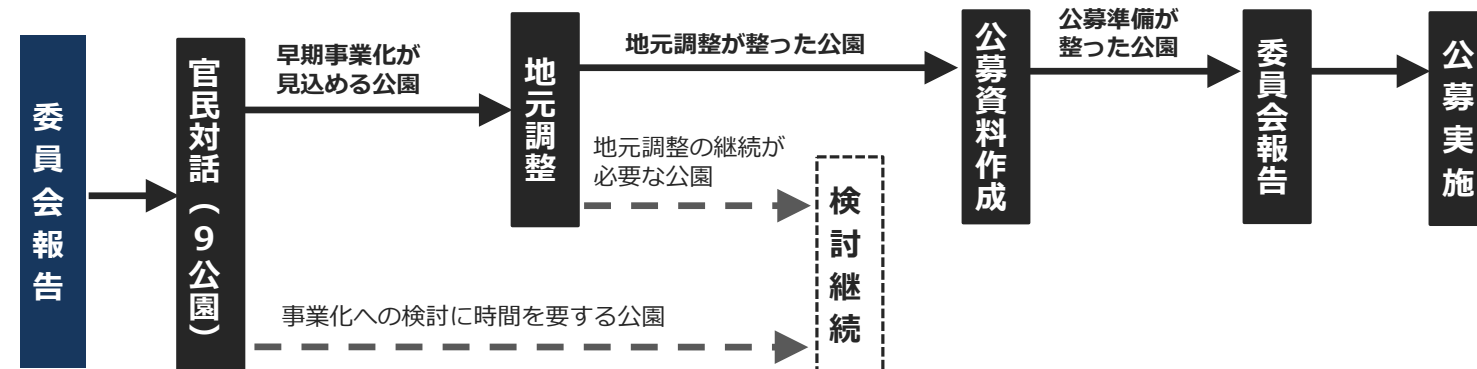 委員会報告
官民対話（9公園）
早期事業化が
見込める公園
地元調整
地元調整が整った公園
地元調整の継続が
必要な公園
事業化への検討に時間を要する公園
検討継続
公募資料作成
公募準備が
整った公園
委員会報告
公募実施